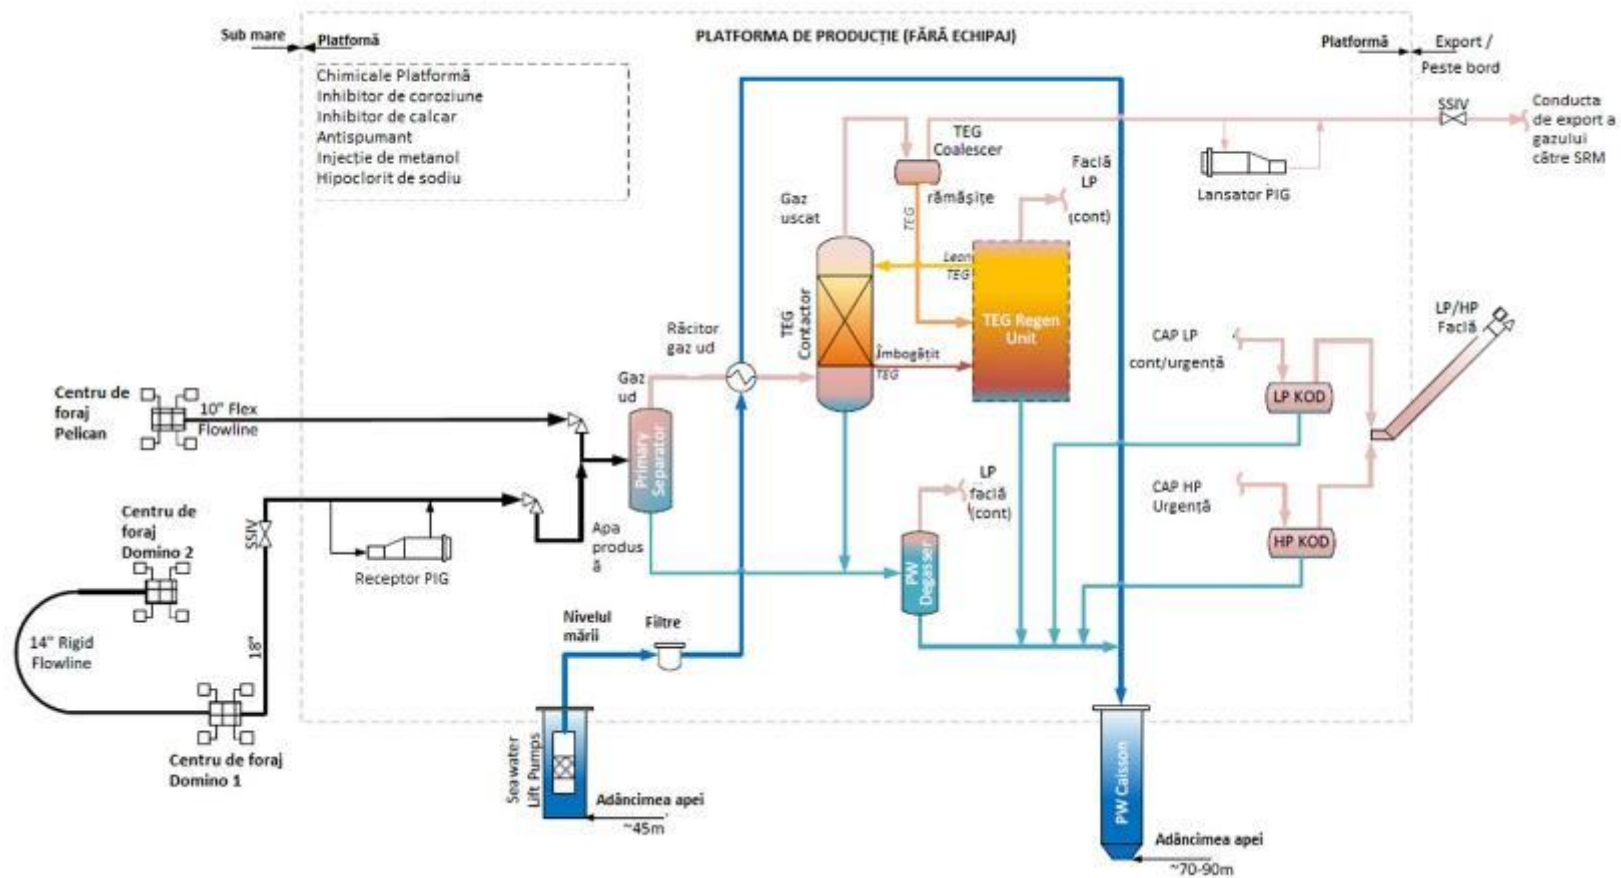 Sub mare
Platformă
PLATFORMA DE PRODUCȚIE (FĂRĂ ECHIPAJ)
Platformă
Export /
Peste bord
Chimicale Platformă
Inhibitor de coroziune
Inhibitor de calcar
Antispumant
Injecție de metanol
Hipoclorit de sodiu
SSIV
Conducta
de export a
gazului
către SRM
TEG
Coalescer
Faclă
LP
(cont)
Lansator PIG
Gaz
uscat
rămășițe
TEG
Lean
TEG
TEG
Contactor
TEG Regen
Unit
Îmbogățit
TEG
LP/HP
Faclă
Răcitor
gaz ud
CAP LP
cont/urgență
LP KOD
Gaz
ud
Centru de
foraj
Pelican
10" Flex
Flowline
Primary
Separator
LP
faclă
(cont)
CAP HP
Urgență
HP KOD
Centru de
foraj
Domino 2
SSIV
Receptor PIG
Apa
produs
ă
PW
Degasser
14" Rigid
Flowline
18"
Nivelul
mării
Filtre
Centru de foraj
Domino 1
Seawater
Lift Pumps
Adâncimea apei
~45m
PW Caisson
Adâncimea apei
~70-90m